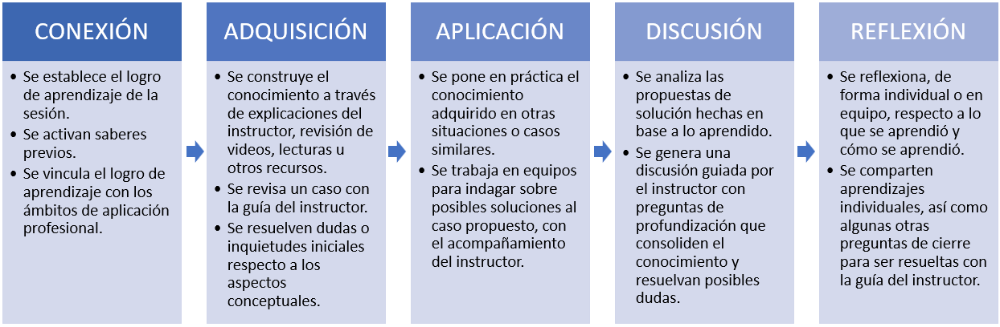 CONEXIÓN
• Se establece el logro
de aprendizaje de la
sesión.
• Se activan saberes
previos.
• Se vincula el logro de
aprendizaje con los
ámbitos de aplicación
profesional.
ADQUISICIÓN
• Se construye el
conocimiento a través
de explicaciones del
instructor, revisión de
videos, lecturas u
otros recursos.
• Se revisa un caso con
la guía del instructor.
• Se resuelven dudas o
inquietudes iniciales
respecto a los
aspectos
conceptuales.
APLICACIÓN
• Se pone en práctica el
conocimiento
adquirido en otras
situaciones o casos
similares.
• Se trabaja en equipos
para indagar sobre
posibles soluciones al
caso propuesto, con
el acompañamiento
del instructor.
DISCUSIÓN
• Se analiza las
propuestas de
solución hechas en
base a lo aprendido.
• Se genera una
discusión guiada por
el instructor con
preguntas de
profundización que
consoliden el
conocimiento y
resuelvan posibles
dudas.
REFLEXIÓN
• Se reflexiona, de
forma individual o en
equipo, respecto a lo
que se aprendió y
cómo se aprendió.
• Se comparten
aprendizajes
individuales, así como
algunas otras
preguntas de cierre
para ser resueltas con
la guía del instructor.